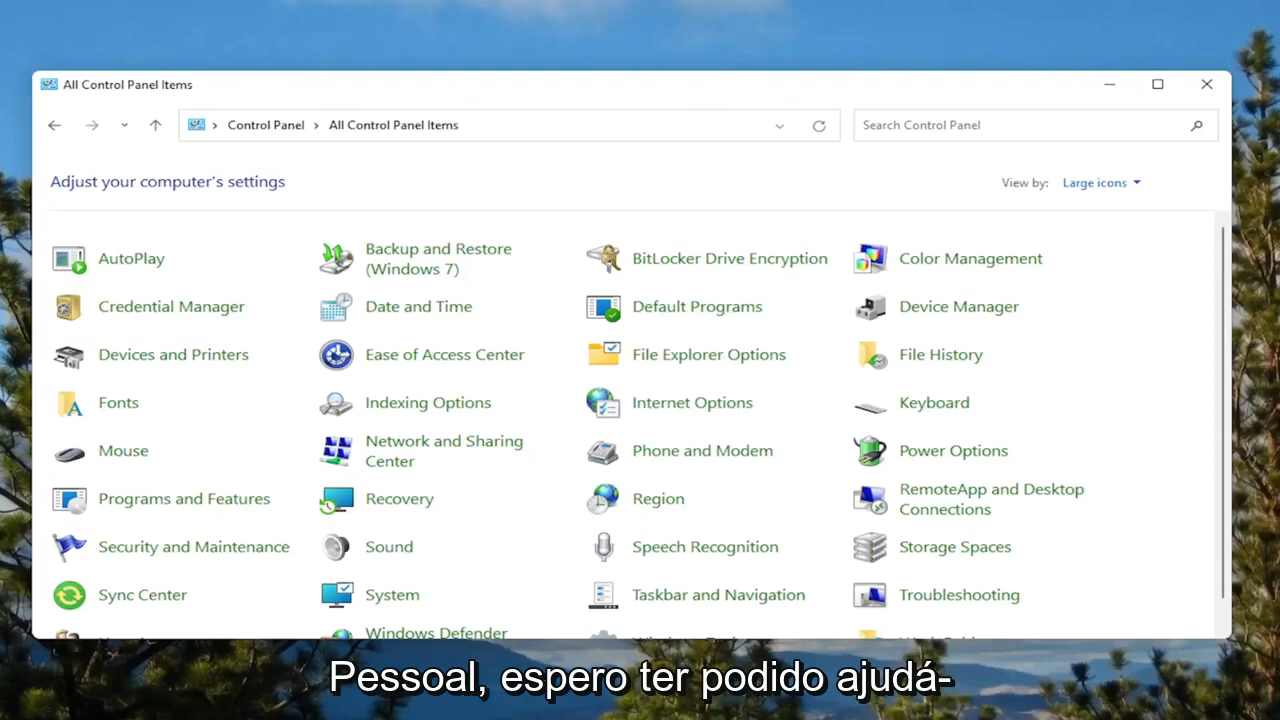 All Control Panel Items
Control Panel > All Control Panel Items
Search Control Panel
Adjust your computer's settings
View by: Large icons
AutoPlay
Backup and Restore
(Windows 7)
BitLocker Drive Encryption
Color Management
Credential Manager
Date and Time
Default Programs
Device Manager
Devices and Printers
Ease of Access Center
File Explorer Options
File History
Fonts
Indexing Options
Internet Options
Keyboard
Mouse
Network and Sharing
Center
Phone and Modem
Power Options
Programs and Features
Recovery
Region
RemoteApp and Desktop
Connections
Security and Maintenance
Sound
Speech Recognition
Storage Spaces
Sync Center
System
Taskbar and Navigation
Troubleshooting
Windows Defender
Pessoal, espero ter podido ajudá-